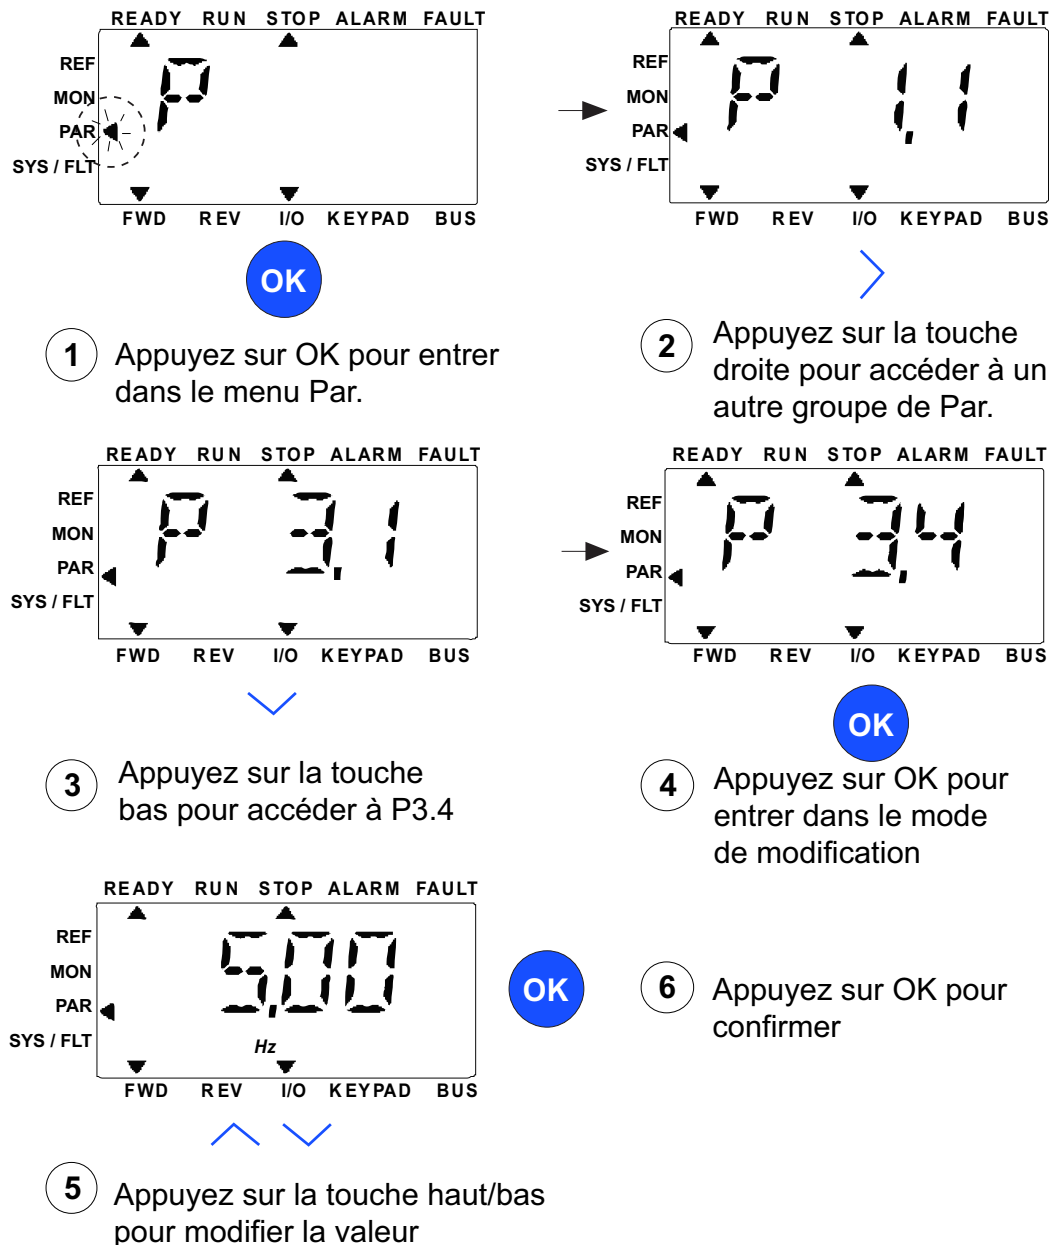 READY RUN STOP ALARM FAULT
REF
MON
PAR
SYS / FLT
P
FWD REV I/O KEYPAD BUS
OK
1 Appuyez sur OK pour entrer
dans le menu Par.
READY RUN STOP ALARM FAULT
REF
MON
PAR
SYS / FLT
P 1,1
FWD REV I/O KEYPAD BUS
2 Appuyez sur la touche
droite pour accéder à un
autre groupe de Par.
READY RUN STOP ALARM FAULT
REF
MON
PAR
SYS / FLT
P 3,1
FWD REV I/O KEYPAD BUS
3 Appuyez sur la touche
bas pour accéder à P3.4
READY RUN STOP ALARM FAULT
REF
MON
PAR
SYS / FLT
P 3,4
FWD REV I/O KEYPAD BUS
OK
4 Appuyez sur OK pour
entrer dans le mode
de modification
READY RUN STOP ALARM FAULT
REF
MON
PAR
SYS / FLT
5,00
Hz
FWD REV I/O KEYPAD BUS
5 Appuyez sur la touche haut/bas
pour modifier la valeur
OK
6 Appuyez sur OK pour
confirmer